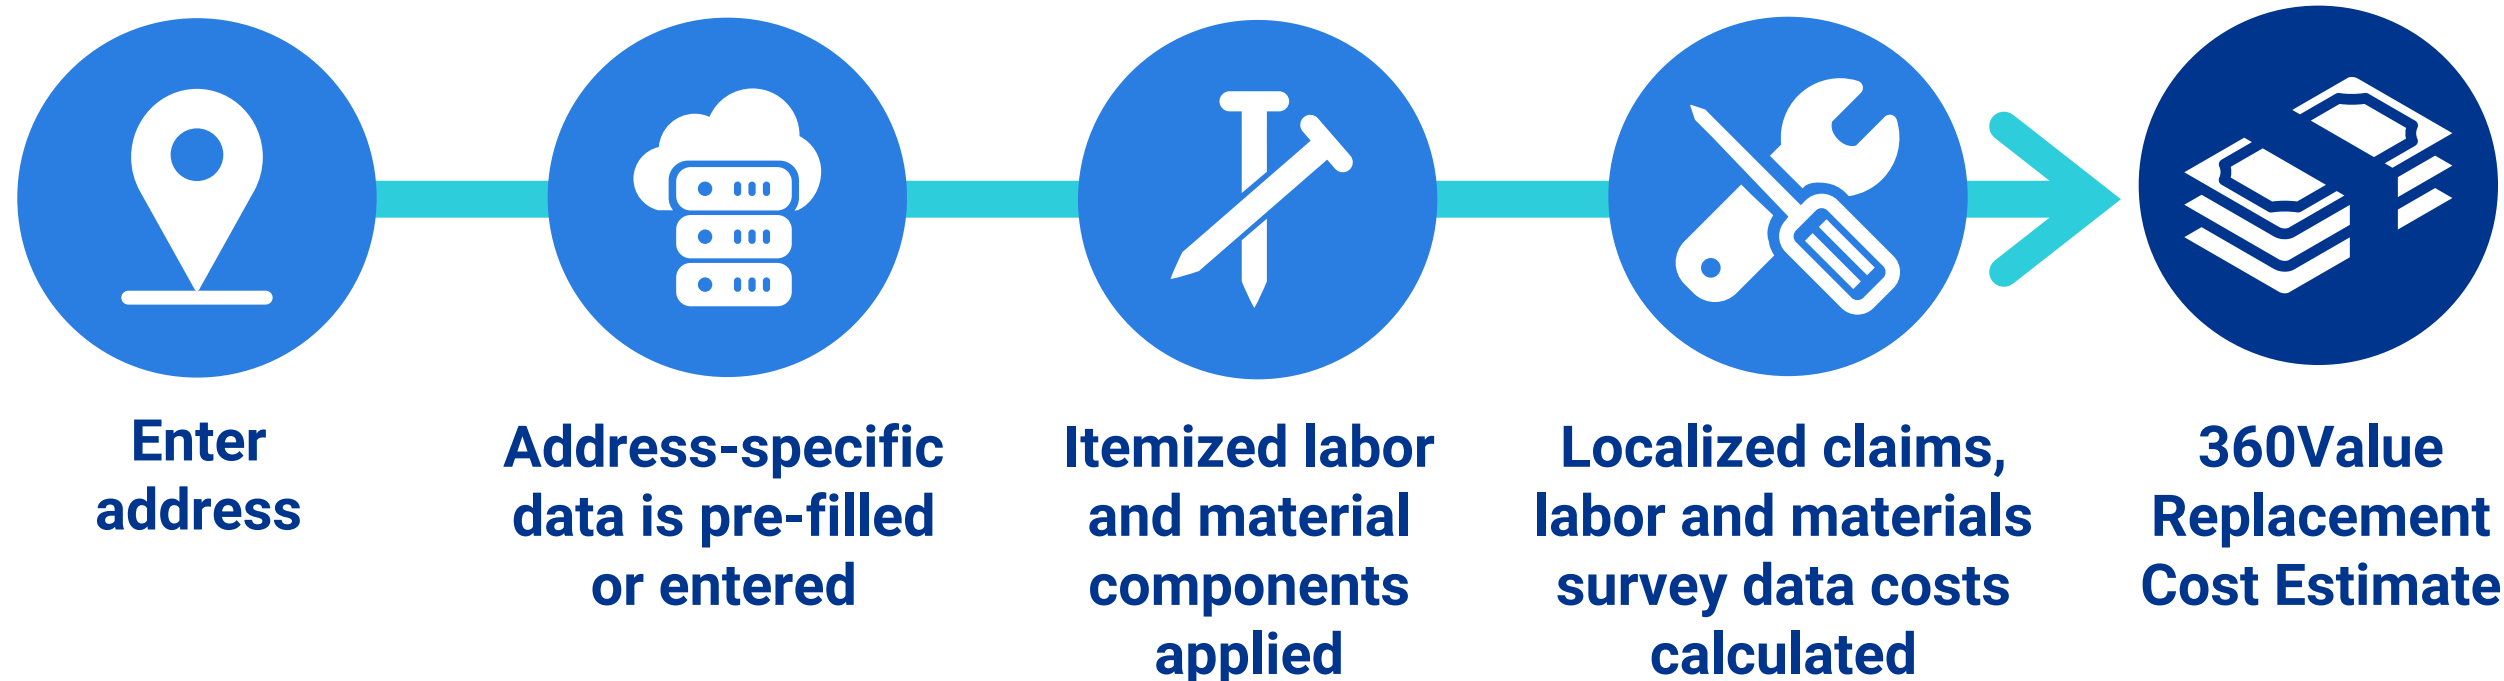 Enter
address
Address-specific
data is pre-filled
or entered
Itemized labor
and material
components
applied
Localized claims,
labor and materials
survey data costs
calculated
360Value
Replacement
Cost Estimate